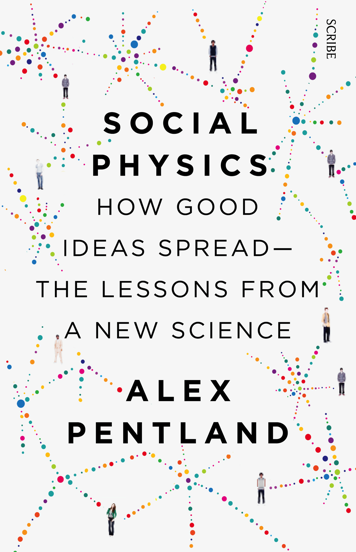 SCRIBE
SOCIAL
PHYSICS
HOW GOOD
IDEAS SPREAD—
THE LESSONS FROM
A NEW SCIENCE
ALEX
PENTLAND